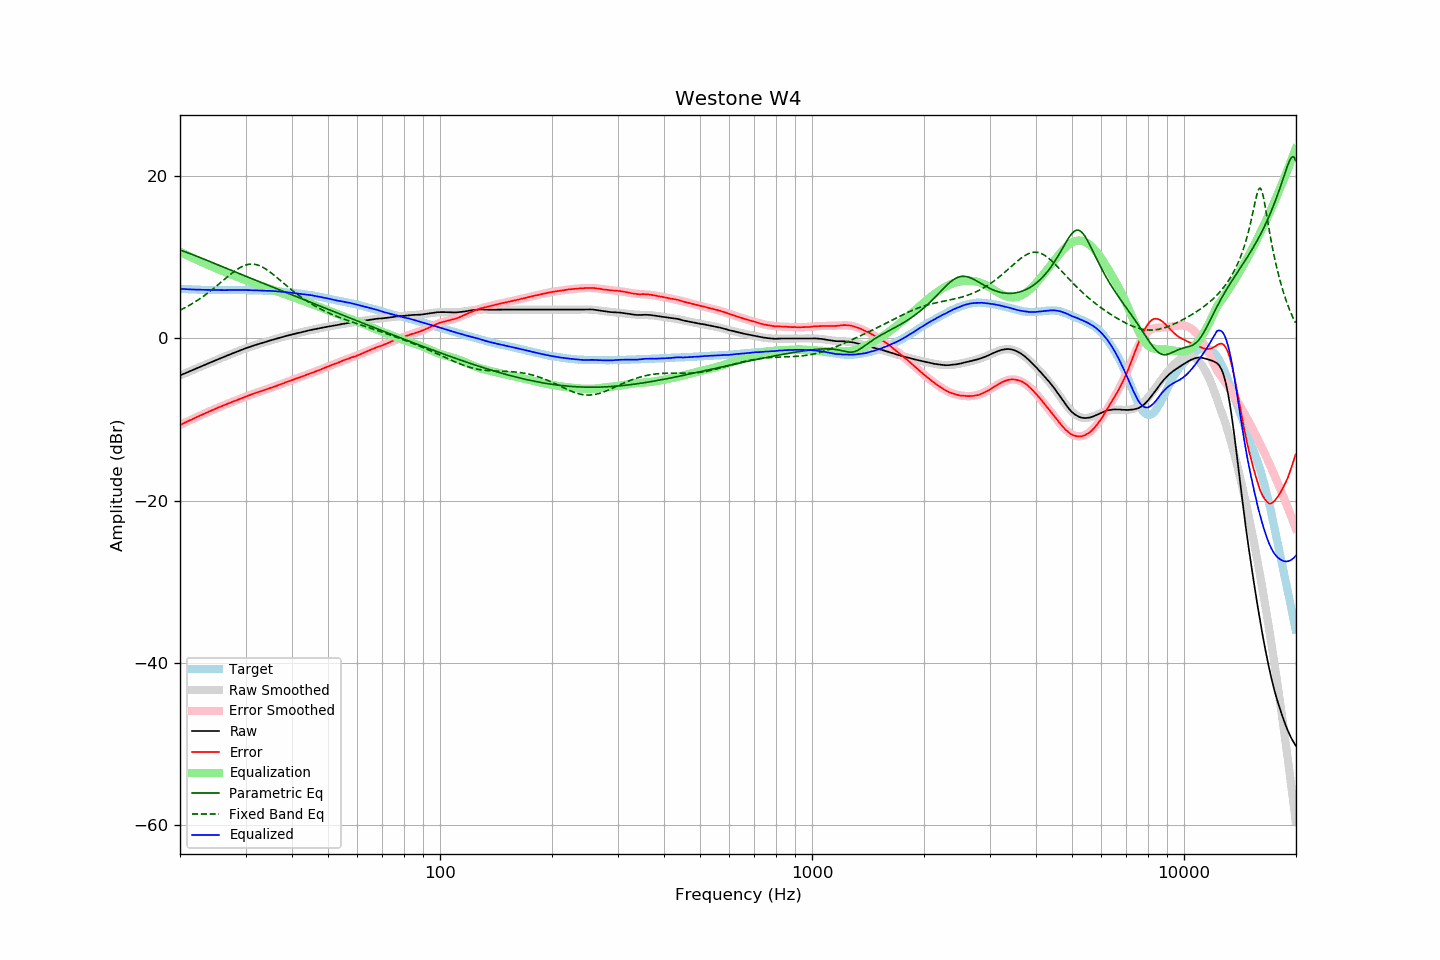 Westone W4
20
0
−20
−40
−60
Amplitude (dBr)
100
1000
10000
Frequency (Hz)
Target
Raw Smoothed
Error Smoothed
Raw
Error
Equalization
Parametric Eq
Fixed Band Eq
Equalized